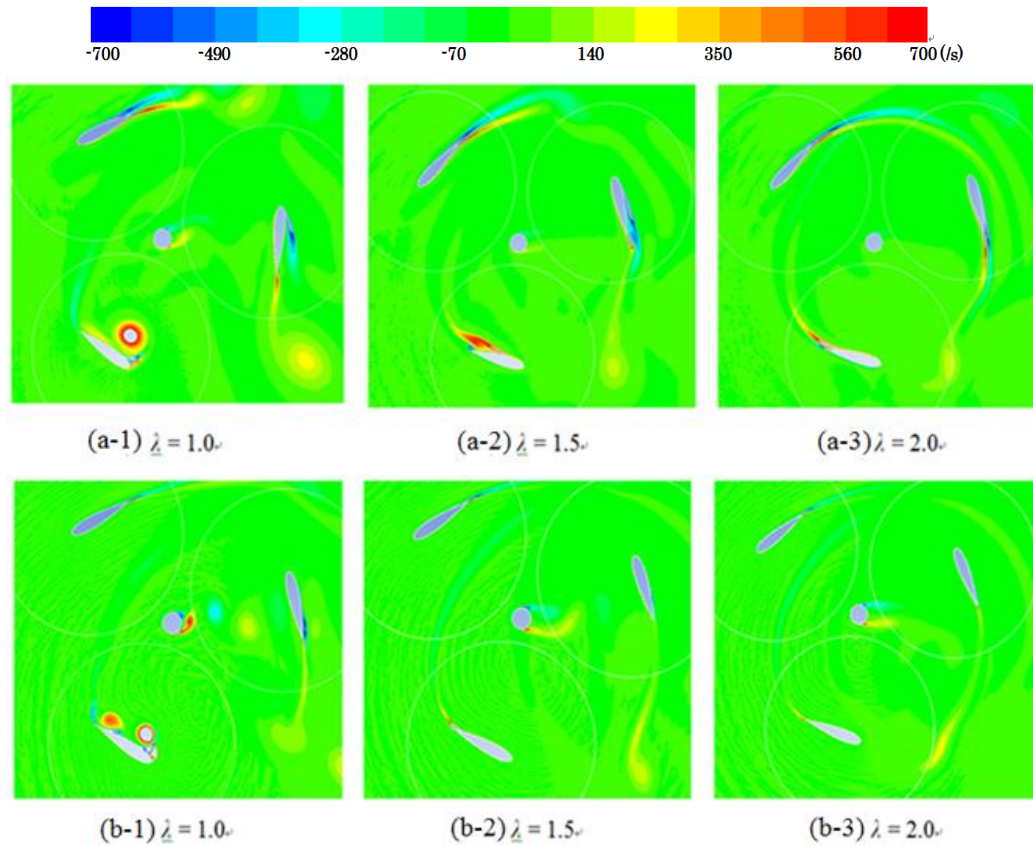 -700 -490 -280 -70 140 350 560 700 (/s)
(a-1) λ = 1.0 (a-2) λ = 1.5 (a-3) λ = 2.0
(b-1) λ = 1.0 (b-2) λ = 1.5 (b-3) λ = 2.0